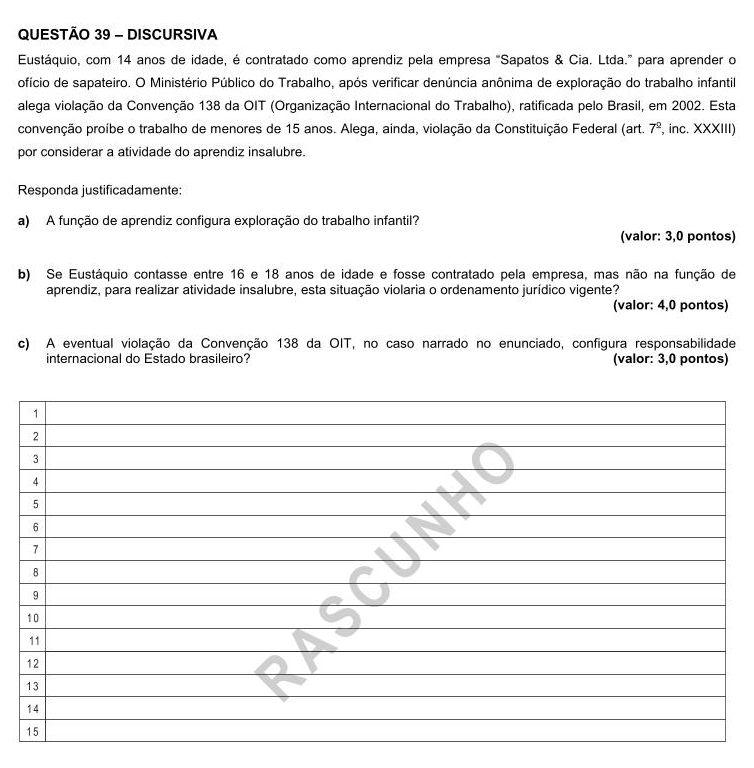 QUESTÃO 39 – DISCURSIVA
Eustáquio, com 14 anos de idade, é contratado como aprendiz pela empresa “Sapatos & Cia. Ltda.” para aprender o
ofício de sapateiro. O Ministério Público do Trabalho, após verificar denúncia anônima de exploração do trabalho infantil
alega violação da Convenção 138 da OIT (Organização Internacional do Trabalho), ratificada pelo Brasil, em 2002. Esta
convenção proíbe o trabalho de menores de 15 anos. Alega, ainda, violação da Constituição Federal (art. 7º, inc. XXXIII)
por considerar a atividade do aprendiz insalubre.
Responda justificadamente:
a) A função de aprendiz configura exploração do trabalho infantil?
(valor: 3,0 pontos)
b) Se Eustáquio contasse entre 16 e 18 anos de idade e fosse contratado pela empresa, mas não na função de
aprendiz, para realizar atividade insalubre, esta situação violaria o ordenamento jurídico vigente?
(valor: 4,0 pontos)
c) A eventual violação da Convenção 138 da OIT, no caso narrado no enunciado, configura responsabilidade
internacional do Estado brasileiro? (valor: 3,0 pontos)
1
2
3
4
5
6
7
8
9
10
11
12
13
14
15
RASCUNHO